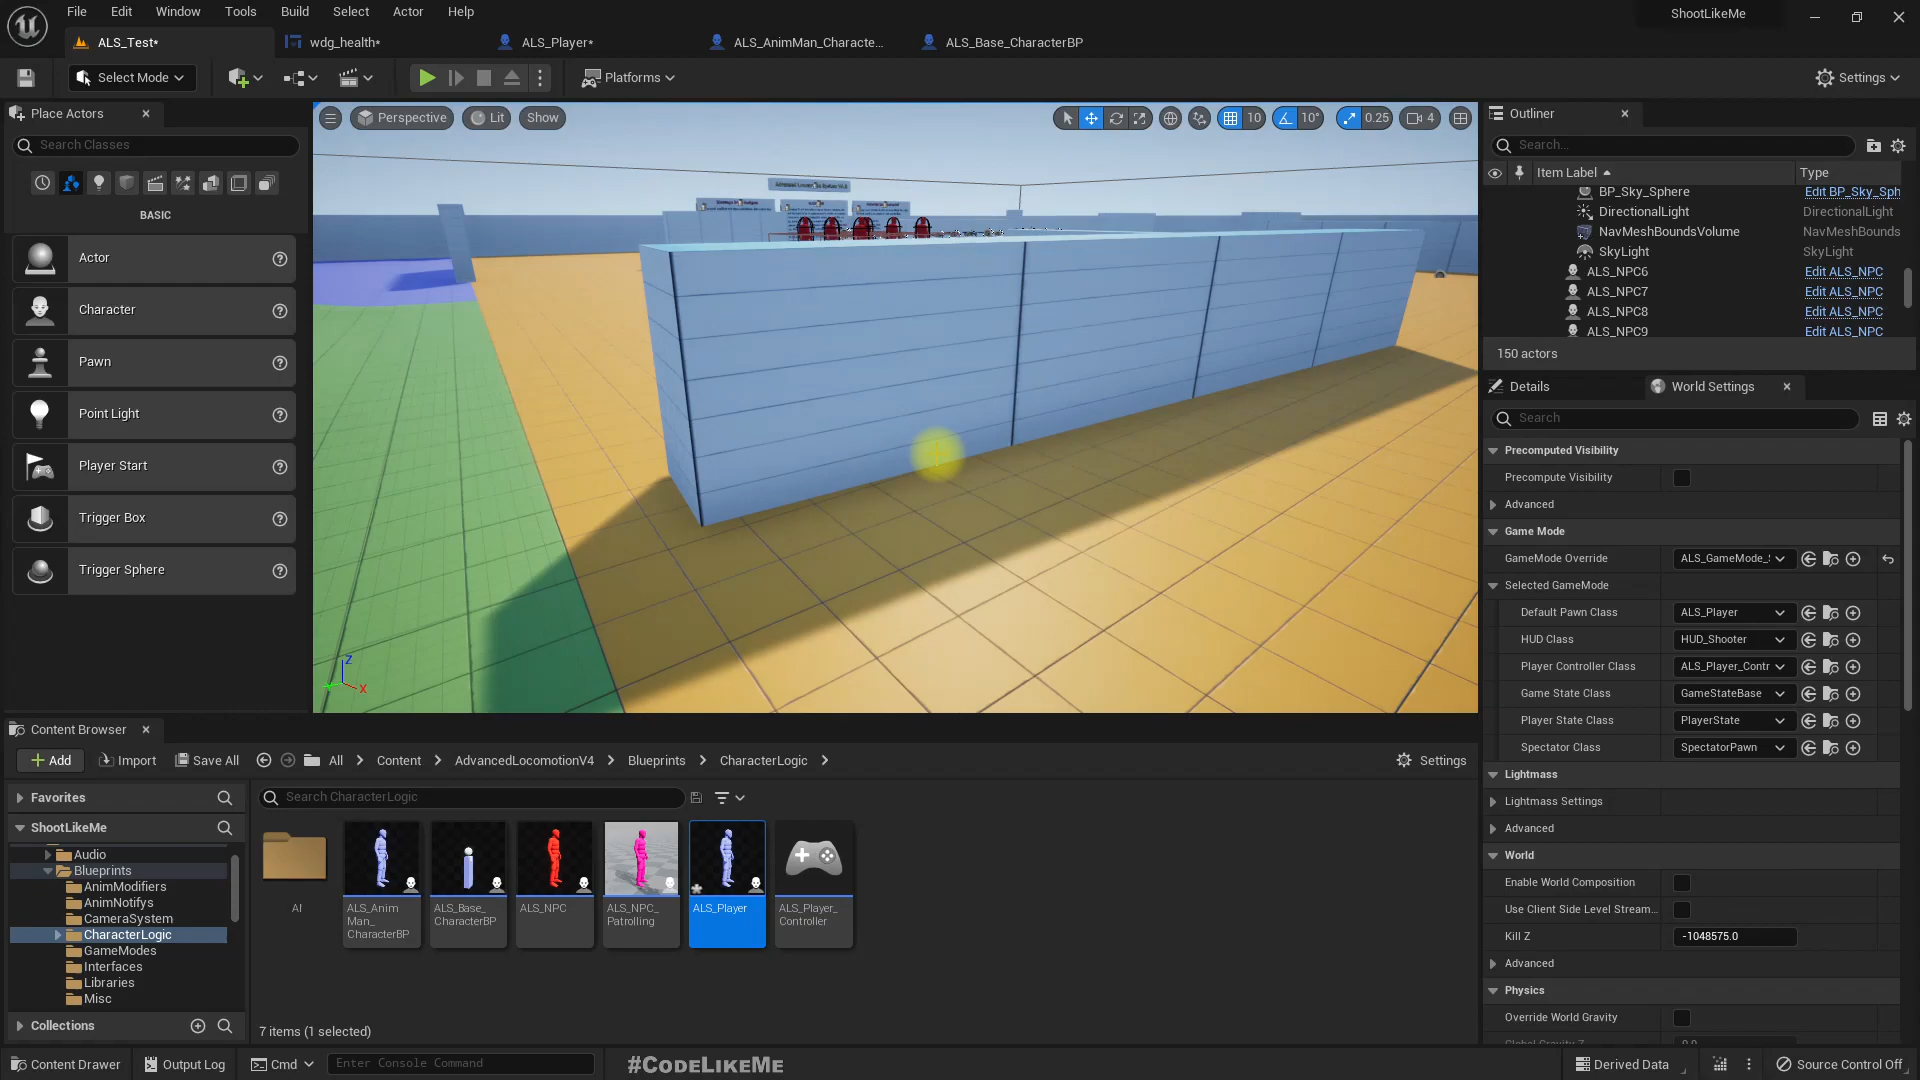 File Edit Window Tools Build Select Actor Help
ShootLikeMe
ALS_Test*
wdg_health*
ALS_Player*
ALS_AnimMan_Characte...
ALS_Base_CharacterBP
Select Mode
Platforms
Settings
Place Actors
Search Classes
BASIC
Actor
Character
Pawn
Point Light
Player Start
Trigger Box
Trigger Sphere
Perspective
Lit
Show
10
10°
0.25
4
Z
X
Outliner
Search...
Item Label
Type
BP_Sky_Sphere Edit BP_Sky_Sph
DirectionalLight DirectionalLight
NavMeshBoundsVolume NavMeshBounds
SkyLight SkyLight
ALS_NPC6 Edit ALS_NPC
ALS_NPC7 Edit ALS_NPC
ALS_NPC8 Edit ALS_NPC
ALS_NPC9 Edit ALS_NPC
150 actors
Details
World Settings
Search
Precomputed Visibility
Precompute Visibility
Advanced
Game Mode
GameMode Override ALS_GameMode_
Selected GameMode
Default Pawn Class ALS_Player
HUD Class HUD_Shooter
Player Controller Class ALS_Player_Contr
Game State Class GameStateBase
Player State Class PlayerState
Spectator Class SpectatorPawn
Lightmass
Lightmass Settings
Advanced
World
Enable World Composition
Use Client Side Level Stream...
Kill Z -1048575.0
Advanced
Physics
Override World Gravity
Content Browser
Add
Import
Save All
All > Content > AdvancedLocomotionV4 > Blueprints > CharacterLogic >
Settings
Favorites
ShootLikeMe
Audio
Blueprints
AnimModifiers
AnimNotifys
CameraSystem
CharacterLogic
GameModes
Interfaces
Libraries
Misc
Collections
Search CharacterLogic
AI
ALS_Anim
Man_
CharacterBP
ALS_Base_
CharacterBP
ALS_NPC
ALS_NPC_
Patrolling
ALS_Player
ALS_Player_
Controller
7 items (1 selected)
Content Drawer
Output Log
Cmd
Enter Console Command
#CODELIKEME
Derived Data
Source Control Off